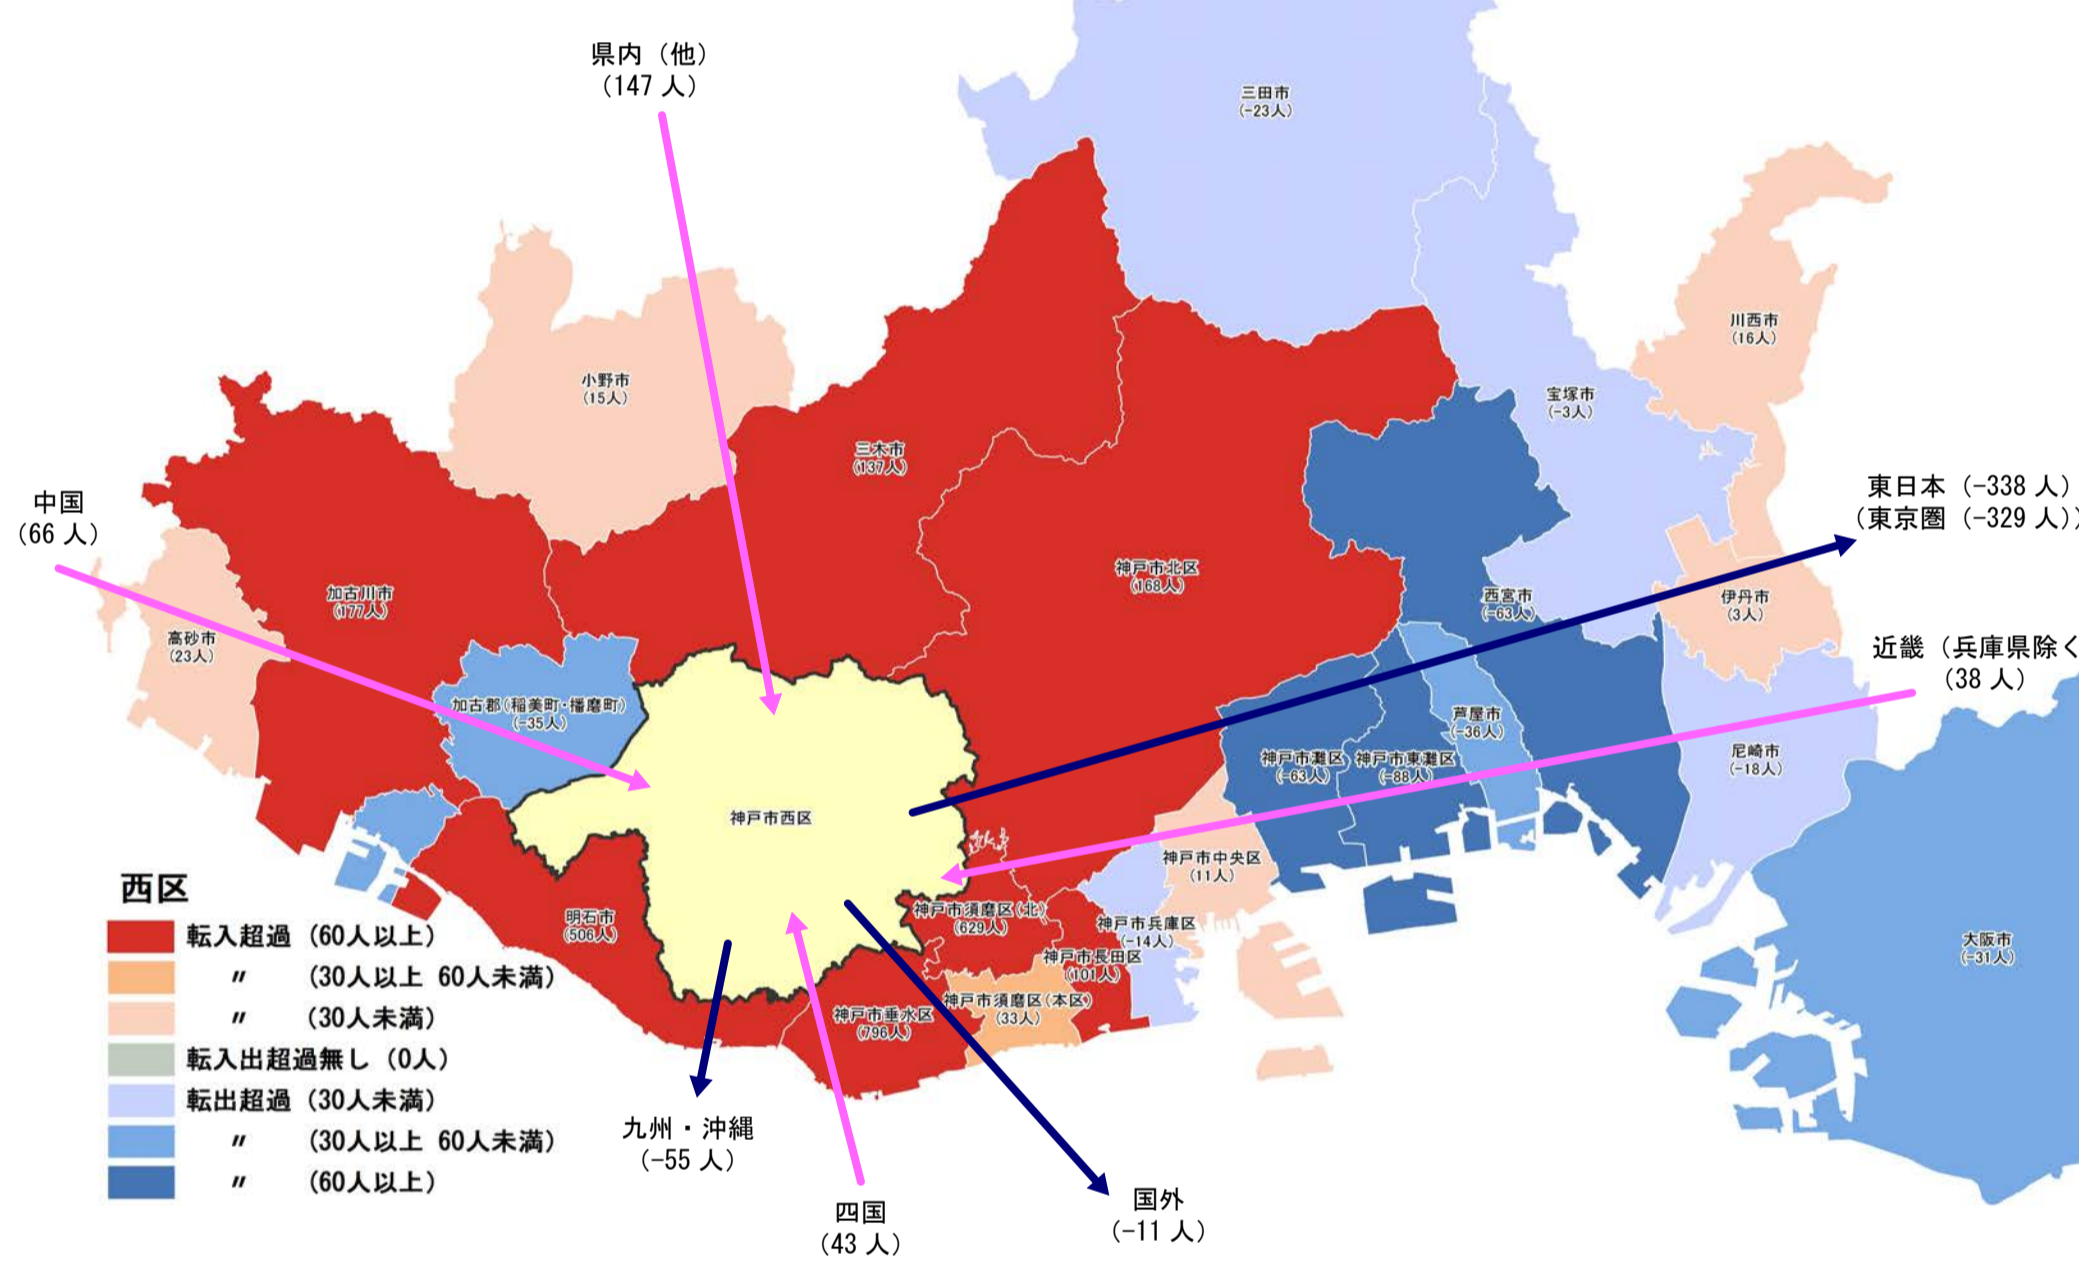 県内（他）
（147 人）
三田市
(-23人)
川西市
(16人)
小野市
(15人)
宝塚市
(-3人)
三木市
(137人)
中国
（66 人）
東日本（-338 人）
（東京圏（-329 人））
神戸市北区
(168人)
加古川市
(177人)
西宮市
(-63人)
伊丹市
(3人)
高砂市
(23人)
近畿（兵庫県除く
（38 人）
加古郡(稲美町・播磨町)
(-35人)
芦屋市
(-36人)
神戸市灘区
(-63人)
神戸市東灘区
(-88人)
尼崎市
(-18人)
神戸市西区
神戸市中央区
(11人)
明石市
(506人)
神戸市須磨区(北)
(629人)
神戸市兵庫区
(-14人)
神戸市長田区
(101人)
大阪市
(-31人)
神戸市須磨区(本区)
(33人)
神戸市垂水区
(796人)
西区
転入超過（60人以上）
〃 （30人以上 60人未満）
〃 （30人未満）
転入出超過無し（0人）
転出超過（30人未満）
〃 （30人以上 60人未満）
〃 （60人以上）
九州・沖縄
（-55 人）
四国
（43 人）
国外
（-11 人）